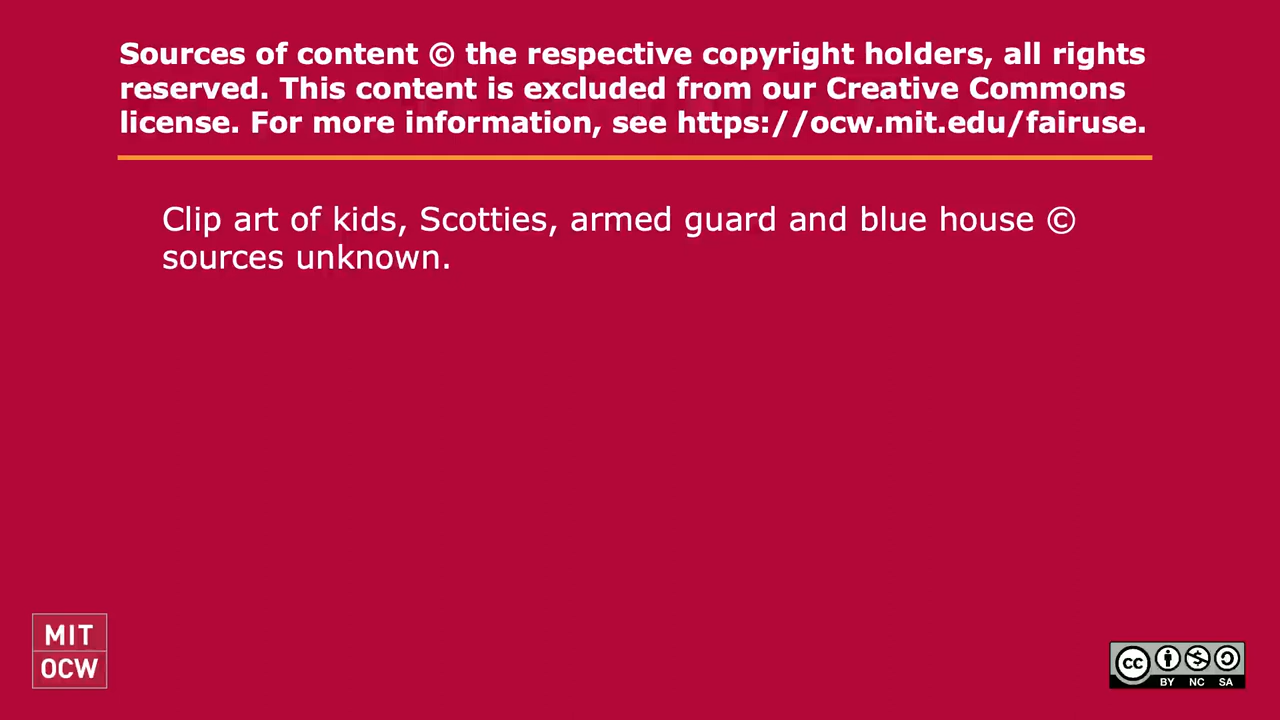 Sources of content © the respective copyright holders, all rights
reserved. This content is excluded from our Creative Commons
license. For more information, see https://ocw.mit.edu/fairuse.
Clip art of kids, Scotties, armed guard and blue house ©
sources unknown.
MIT
OCW
cc
BY NC SA